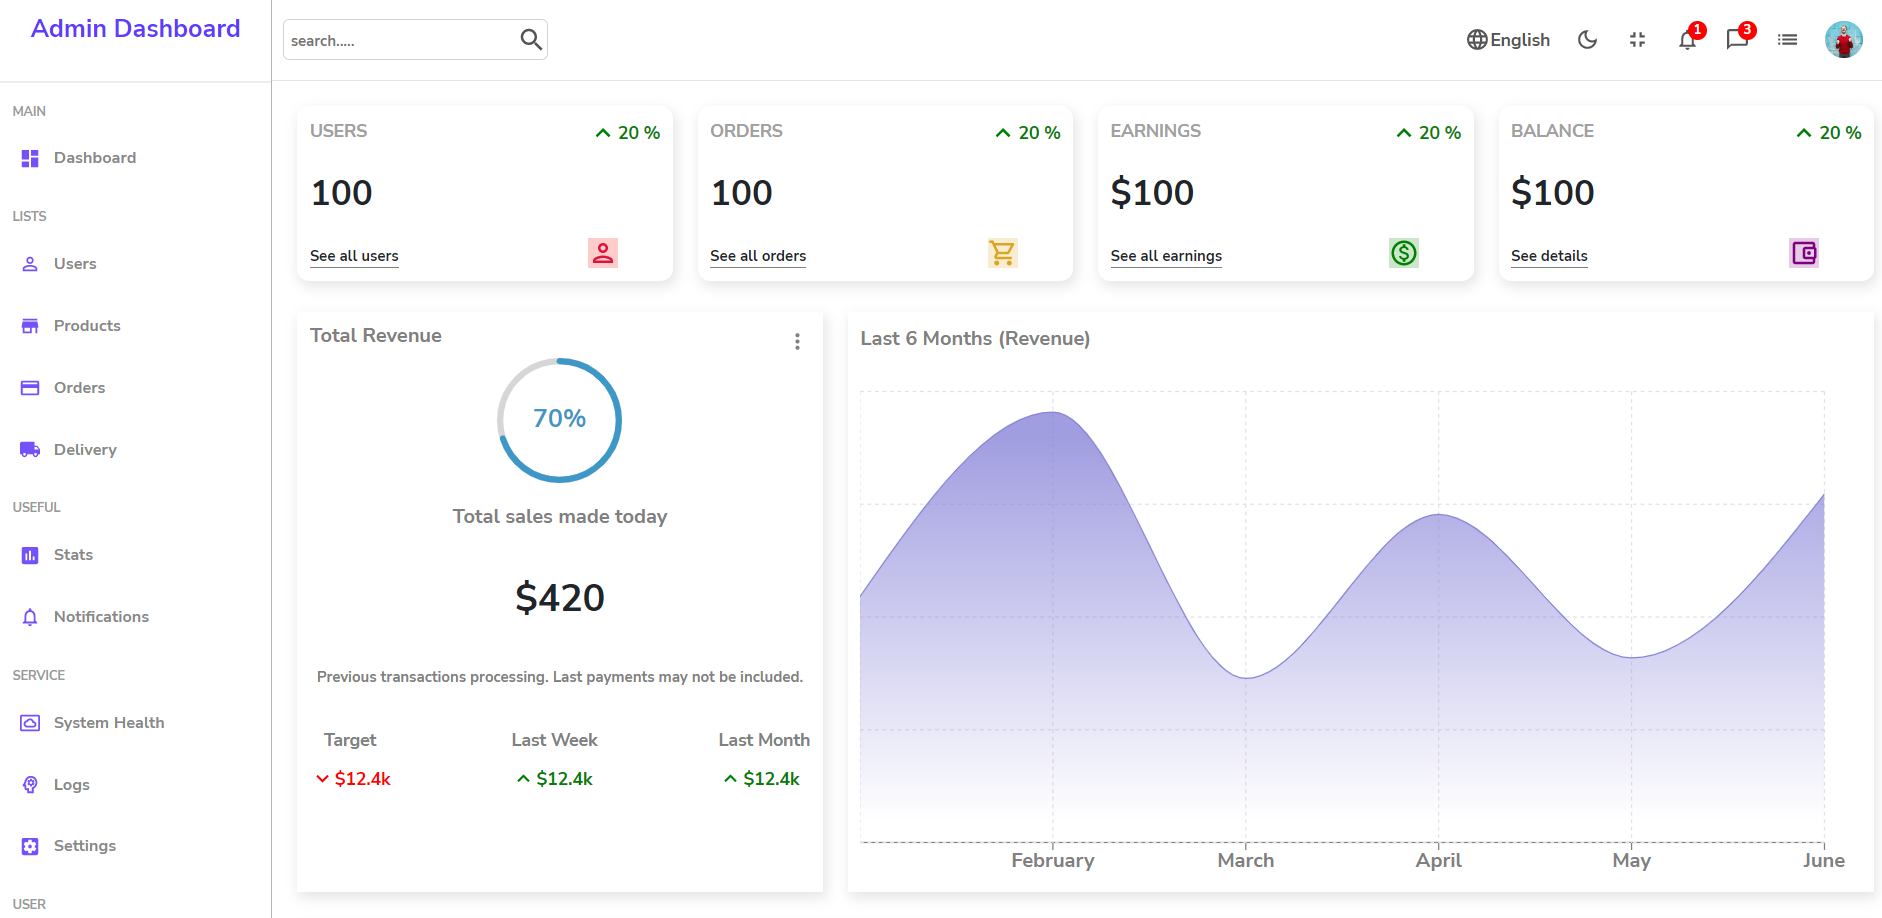 Admin Dashboard
search.....
English
1
3
MAIN
Dashboard
LISTS
Users
Products
Orders
Delivery
USEFUL
Stats
Notifications
SERVICE
System Health
Logs
Settings
USER
USERS
20 %
100
See all users
ORDERS
20 %
100
See all orders
EARNINGS
20 %
$100
See all earnings
BALANCE
20 %
$100
See details
Total Revenue
70%
Total sales made today
$420
Previous transactions processing. Last payments may not be included.
Target
Last Week
Last Month
$12.4k
$12.4k
$12.4k
Last 6 Months (Revenue)
February
March
April
May
June